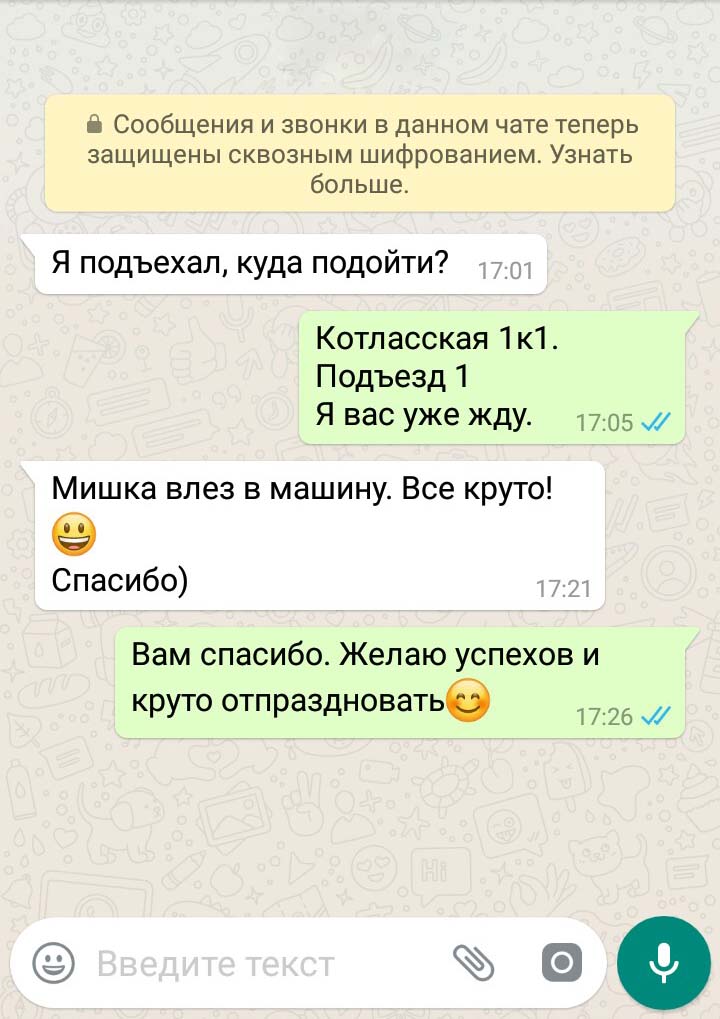 Сообщения и звонки в данном чате теперь
защищены сквозным шифрованием. Узнать
больше.
Я подъехал, куда подойти? 17:01
Котласская 1к1.
Подъезд 1
Я вас уже жду. 17:05
Мишка влез в машину. Все круто!
😃
Спасибо) 17:21
Вам спасибо. Желаю успехов и
круто отпраздновать😊 17:26
Hi
Введите текст